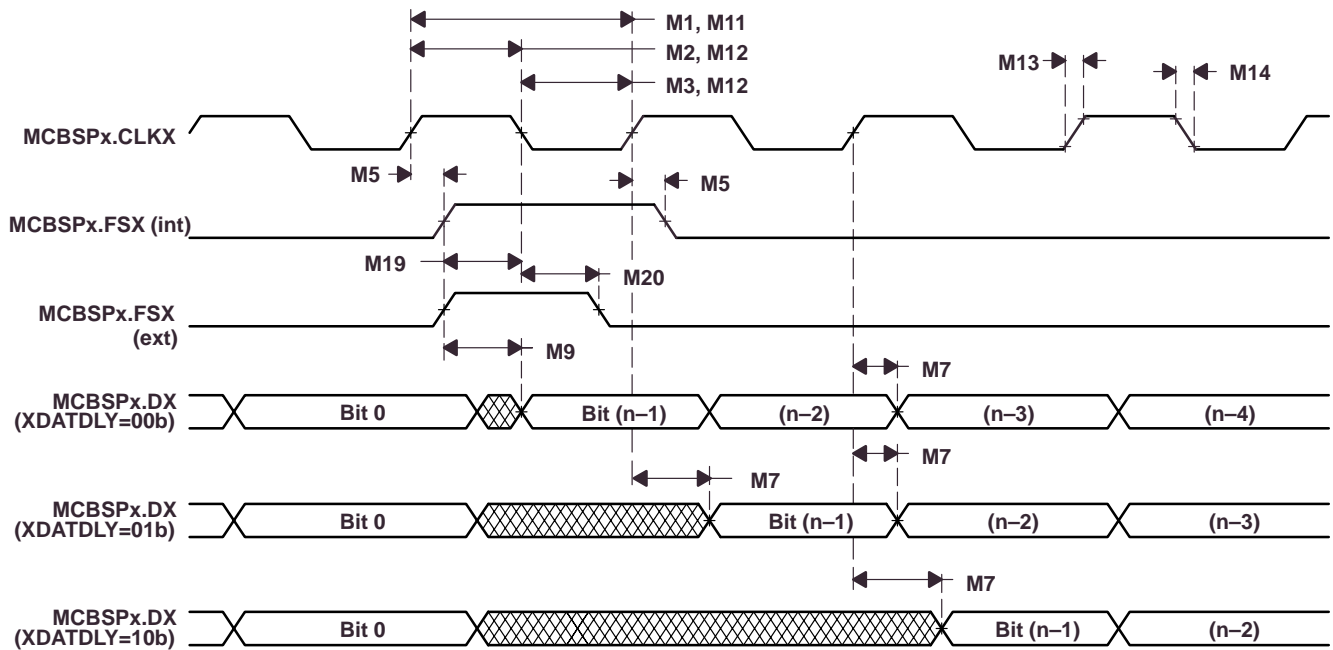 M1, M11
M2, M12
M13
M14
M3, M12
MCBSPx.CLKX
M5
M5
MCBSPx.FSX (int)
M19
M20
MCBSPx.FSX
(ext)
M9
M7
MCBSPx.DX
(XDATDLY=00b)
Bit 0
Bit (n–1)
(n–2)
(n–3)
(n–4)
M7
M7
MCBSPx.DX
(XDATDLY=01b)
Bit 0
Bit (n–1)
(n–2)
(n–3)
M7
MCBSPx.DX
(XDATDLY=10b)
Bit 0
Bit (n–1)
(n–2)